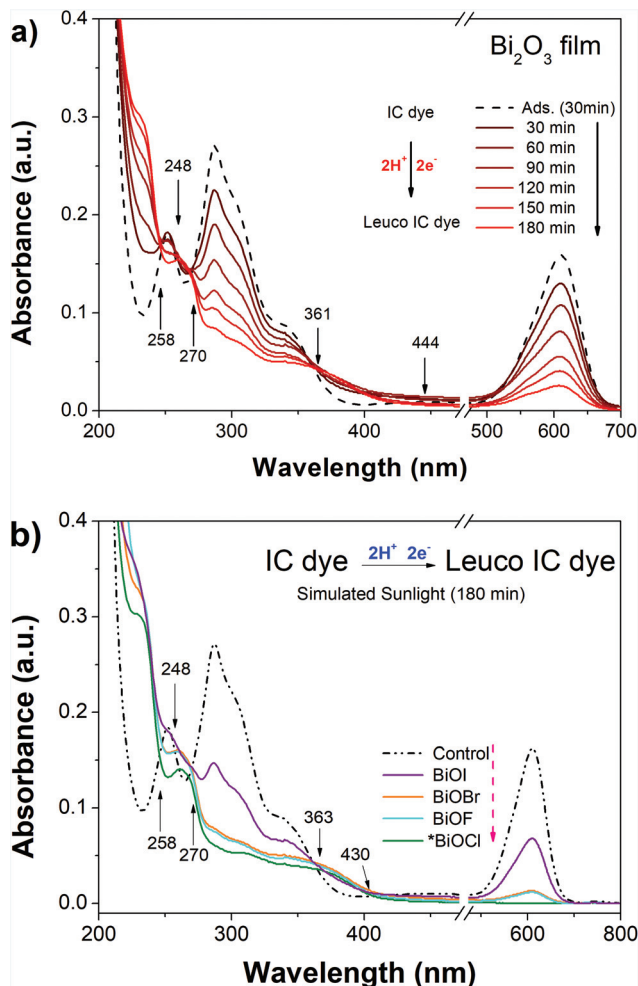 a)
Bi2O3 film
IC dye
2H+ 2e-
Leuco IC dye
Ads. (30min)
30 min
60 min
90 min
120 min
150 min
180 min
248
258
270
361
444
0.4
0.3
0.2
0.1
0.0
Absorbance (a.u.)
200 300 400 500 600 700
Wavelength (nm)
b)
IC dye 2H+ 2e- Leuco IC dye
Simulated Sunlight (180 min)
248
258
270
363
430
Control
BiOI
BiOBr
BiOF
*BiOCl
0.4
0.3
0.2
0.1
0.0
Absorbance (a.u.)
200 300 400 600 800
Wavelength (nm)